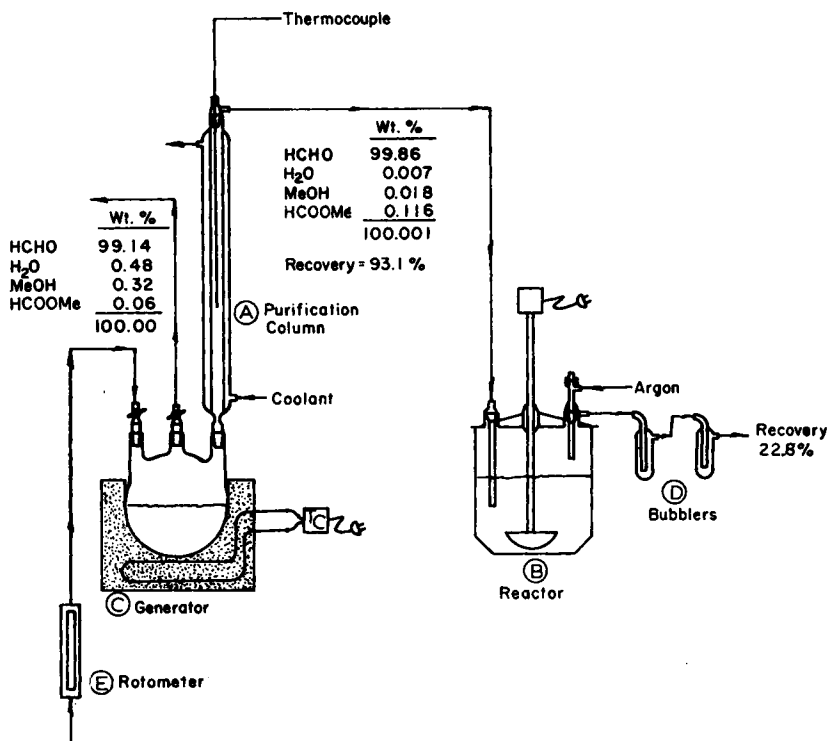 Thermocouple
Wt. %
HCHO 99.86
H₂O 0.007
MeOH 0.018
HCOOMe 0.116
100.001
Recovery = 93.1 %
Wt. %
HCHO 99.14
H₂O 0.48
MeOH 0.32
HCOOMe 0.06
100.00
A Purification
Column
Coolant
Argon
Recovery
22.8%
D
Bubblers
TC
B
Reactor
C Generator
E Rotometer